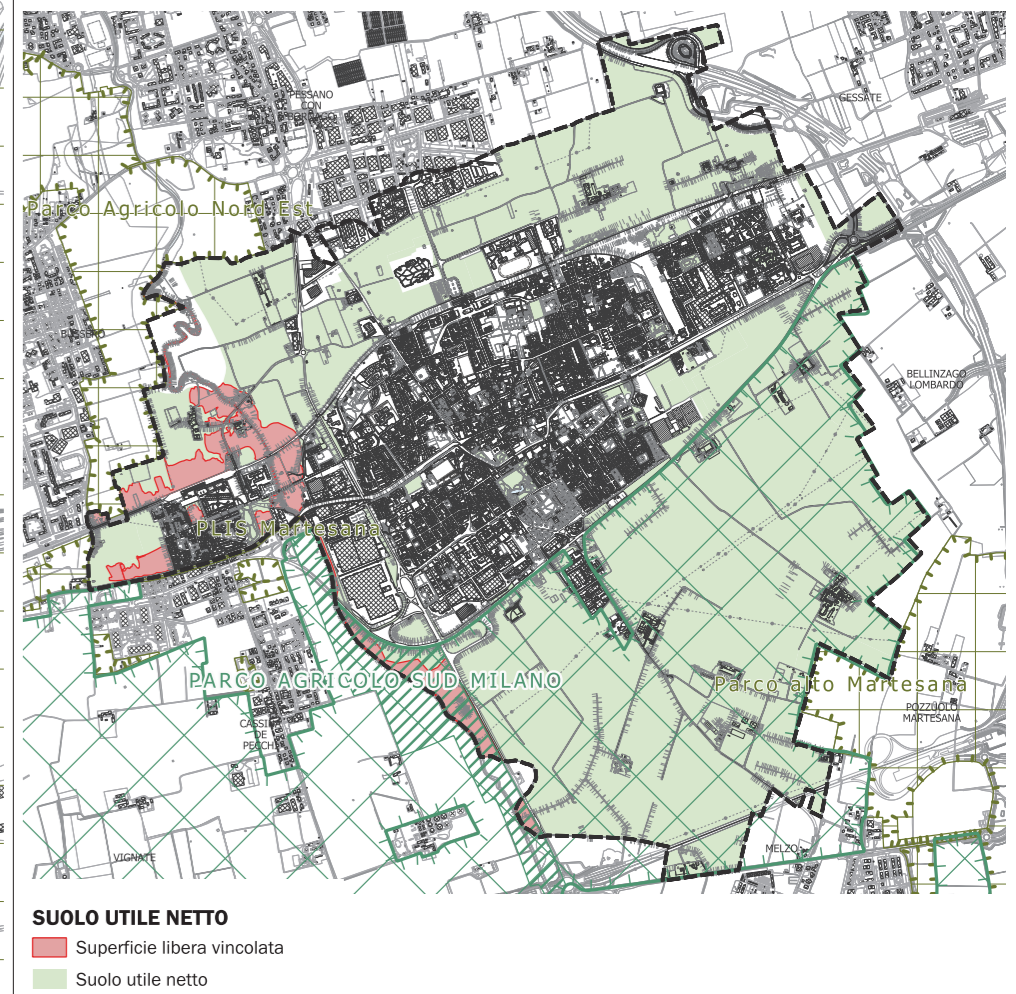 PESSANO
CON
GESSATE
Parco Agricolo Nord Est
BELLINZAGO
LOMBARDO
PLIS Martesana
PARCO AGRICOLO SUD MILANO
Parco alto Martesana
POZZUOLO
MARTESANA
CASSINA
DE
PECCHI
VIGNATE
MELZO
SUOLO UTILE NETTO
Superficie libera vincolata
Suolo utile netto